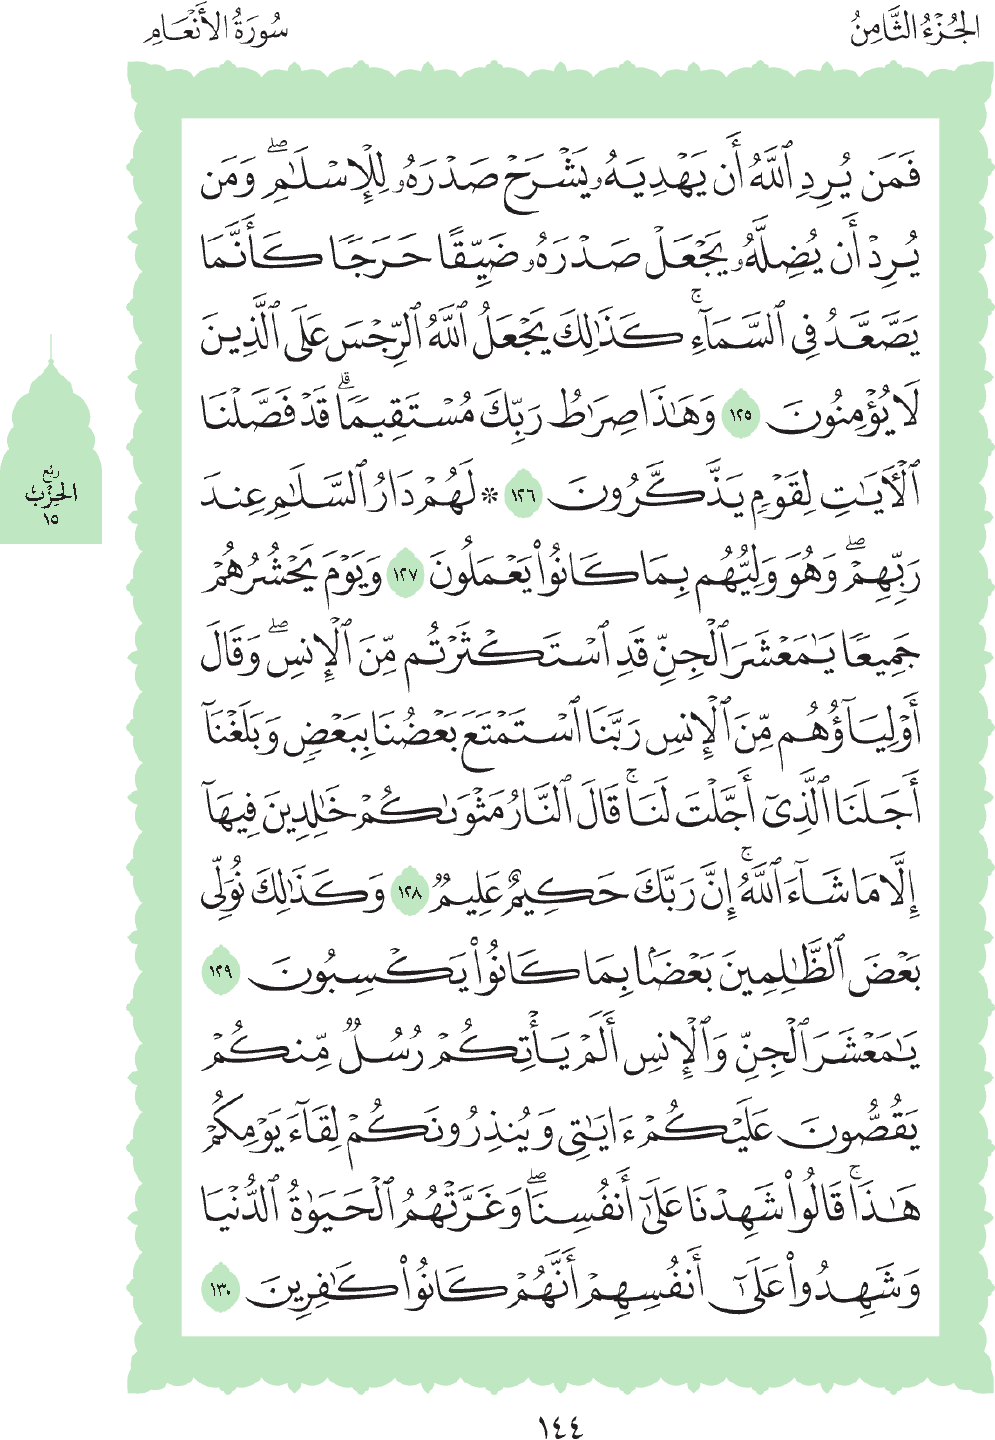 الجُزْءُ الثَّامِنُ
سُورَةُ الأَنْعَامِ
فَمَن يُرِدِ ٱللَّهُ أَن يَهْدِيَهُۥ يَشْرَحْ صَدْرَهُۥ لِلْإِسْلَٰمِۖ وَمَن
يُرِدْ أَن يُضِلَّهُۥ يَجْعَلْ صَدْرَهُۥ ضَيِّقًا حَرَجًا كَأَنَّمَا
يَصَّعَّدُ فِي ٱلسَّمَآءِۚ كَذَٰلِكَ يَجْعَلُ ٱللَّهُ ٱلرِّجْسَ عَلَى ٱلَّذِينَ
لَا يُؤْمِنُونَ ١٢٥ وَهَٰذَا صِرَٰطُ رَبِّكَ مُسْتَقِيمًاۗ قَدْ فَصَّلْنَا
ٱلْأٓيَٰتِ لِقَوْمٍ يَذَّكَّرُونَ ١٢٦ * لَهُمْ دَارُ ٱلسَّلَٰمِ عِندَ
رَبِّهِمْۖ وَهُوَ وَلِيُّهُم بِمَا كَانُوا۟ يَعْمَلُونَ ١٢٧ وَيَوْمَ يَحْشُرُهُمْ
جَمِيعًا يَٰمَعْشَرَ ٱلْجِنِّ قَدِ ٱسْتَكْثَرْتُم مِّنَ ٱلْإِنسِۖ وَقَالَ
أَوْلِيَآؤُهُم مِّنَ ٱلْإِنسِ رَبَّنَا ٱسْتَمْتَعَ بَعْضُنَا بِبَعْضٍ وَبَلَغْنَآ
أَجَلَنَا ٱلَّذِيٓ أَجَّلْتَ لَنَاۚ قَالَ ٱلنَّارُ مَثْوَىٰكُمْ خَٰلِدِينَ فِيهَآ
إِلَّا مَا شَآءَ ٱللَّهُۚ إِنَّ رَبَّكَ حَكِيمٌ عَلِيمٌ ١٢٨ وَكَذَٰلِكَ نُوَلِّي
بَعْضَ ٱلظَّٰلِمِينَ بَعْضًۢا بِمَا كَانُوا۟ يَكْسِبُونَ ١٢٩
يَٰمَعْشَرَ ٱلْجِنِّ وَٱلْإِنسِ أَلَمْ يَأْتِكُمْ رُسُلٌ مِّنكُمْ
يَقُصُّونَ عَلَيْكُمْ ءَايَٰتِي وَيُنذِرُونَكُمْ لِقَآءَ يَوْمِكُمْ
هَٰذَاۚ قَالُوا۟ شَهِدْنَا عَلَىٰٓ أَنفُسِنَاۖ وَغَرَّتْهُمُ ٱلْحَيَوٰةُ ٱلدُّنْيَا
وَشَهِدُوا۟ عَلَىٰٓ أَنفُسِهِمْ أَنَّهُمْ كَانُوا۟ كَٰفِرِينَ ١٣٠
رُبْعُ
الحِزْبِ
١٥
١٤٤